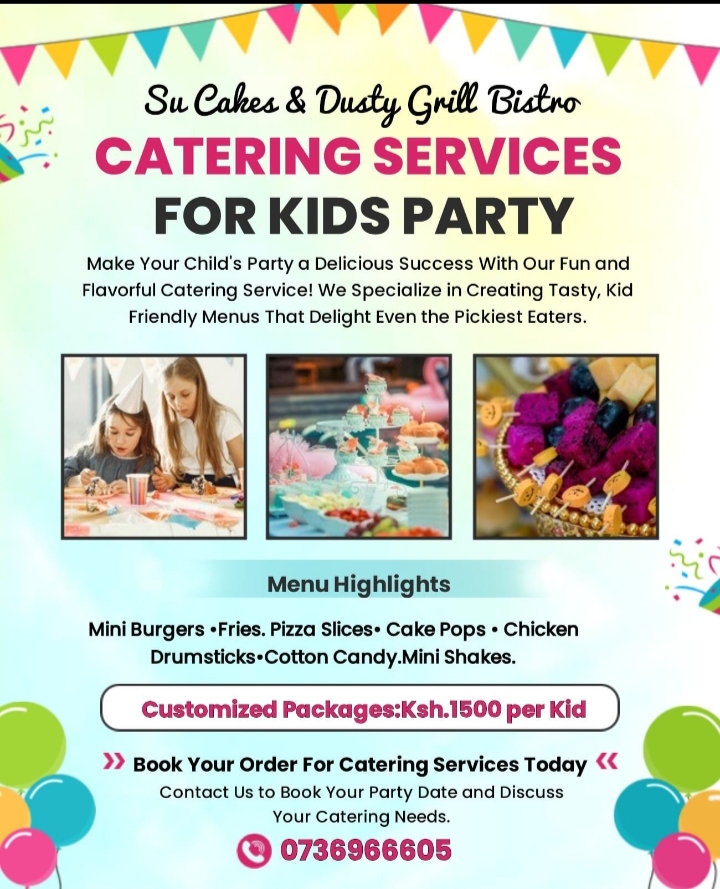 Su Cakes & Dusty Grill Bistro
CATERING SERVICES
FOR KIDS PARTY
Make Your Child's Party a Delicious Success With Our Fun and
Flavorful Catering Service! We Specialize in Creating Tasty, Kid
Friendly Menus That Delight Even the Pickiest Eaters.
Menu Highlights
Mini Burgers •Fries. Pizza Slices• Cake Pops • Chicken
Drumsticks•Cotton Candy.Mini Shakes.
Customized Packages:Ksh.1500 per Kid
» Book Your Order For Catering Services Today «
Contact Us to Book Your Party Date and Discuss
Your Catering Needs.
0736966605